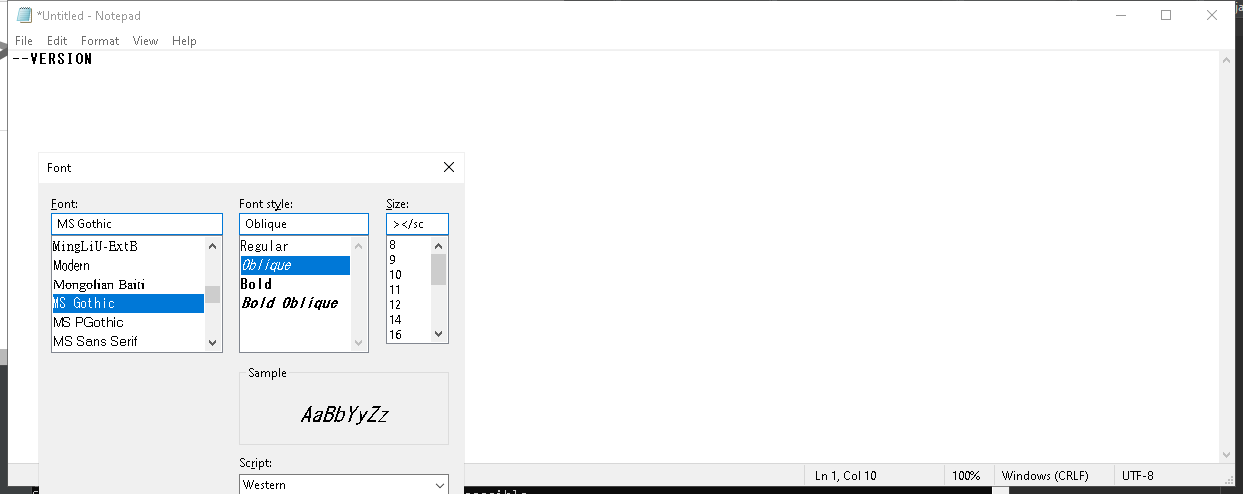 *Untitled - Notepad
File Edit Format View Help
--VERSION
Font
Font: Font style: Size:
MS Gothic Oblique ></sc
MingLiU-ExtB Regular 8
Modern Oblique 9
Mongolian Baiti Bold 10
MS Gothic Bold Oblique 11
MS PGothic 12
MS Sans Serif 14
16
Sample
AaBbYyZz
Script:
Western
Ln 1, Col 10 100% Windows (CRLF) UTF-8